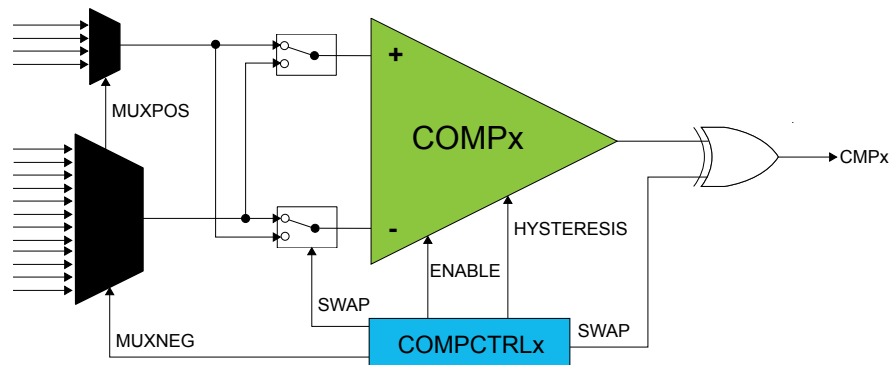 MUXPOS
+
COMPx
CMPx
-
HYSTERESIS
ENABLE
SWAP
SWAP
MUXNEG
COMPCTRLx